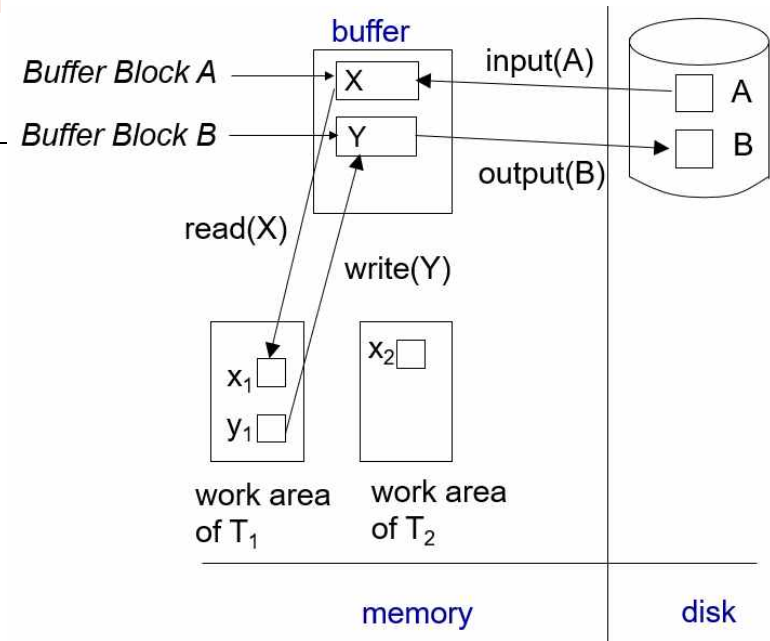 buffer
Buffer Block A
X
input(A)
A
Buffer Block B
Y
B
output(B)
read(X)
write(Y)
x₁
x₂
y₁
work area
of T₁
work area
of T₂
memory
disk